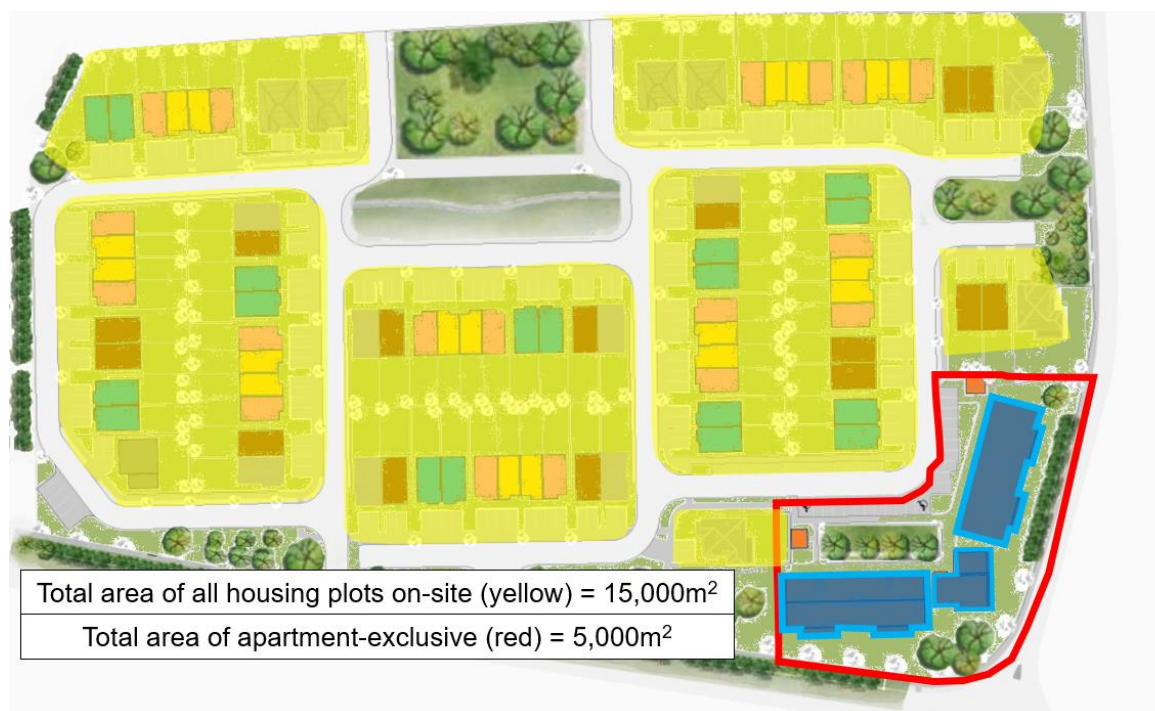 Total area of all housing plots on-site (yellow) = 15,000m²
Total area of apartment-exclusive (red) = 5,000m²